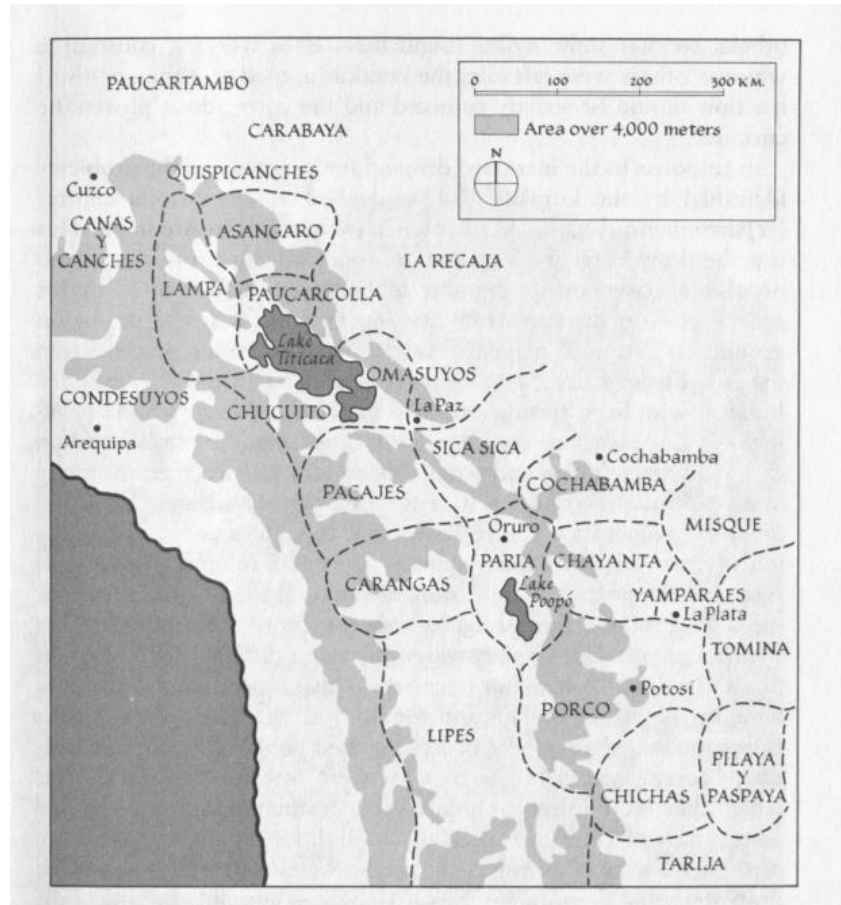 PAUCARTAMBO
0 100 200 300 KM.
CARABAYA
Area over 4,000 meters
N
QUISPICANCHES
Cuzco
CANAS
Y
CANCHES
ASANGARO
LA RECAJA
LAMPA
PAUCARCOLLA
Lake
Titicaca
OMASUYOS
CONDESUYOS
CHUCUITO
La Paz
Arequipa
SICA SICA
Cochabamba
PACAJES
COCHABAMBA
Oruro
MISQUE
CARANGAS
PARIA
CHAYANTA
Lake
Poopó
YAMPARAES
La Plata
TOMINA
Potosí
PORCO
LIPES
PILAYA
Y
PASPAYA
CHICHAS
TARIJA